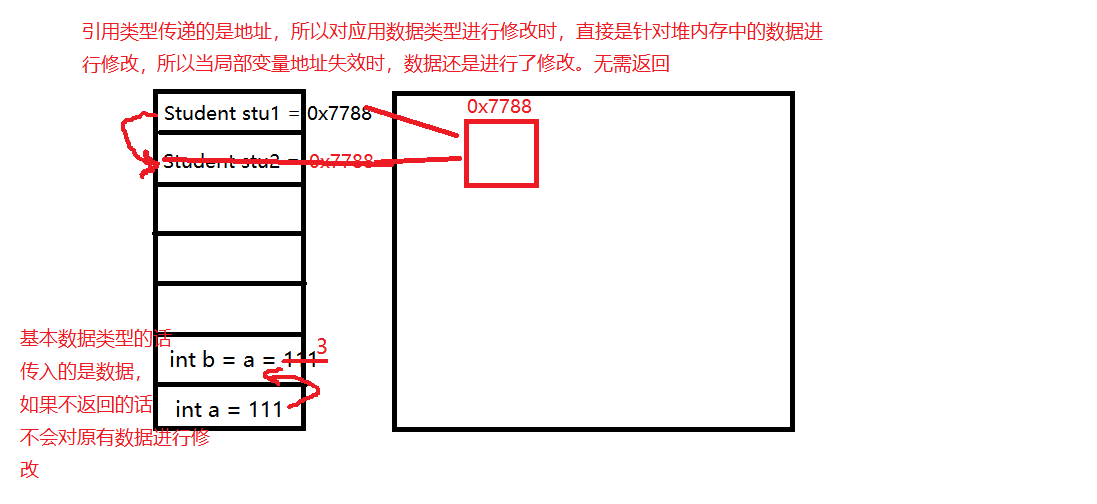 引用类型传递的是地址，所以对应用数据类型进行修改时，直接是针对堆内存中的数据进
行修改，所以当局部变量地址失效时，数据还是进行了修改。无需返回
0x7788
Student stu1 = 0x7788
Student stu2 = 0x7788
基本数据类型的话
传入的是数据，
如果不返回的话
不会对原有数据进行修
改
3
int b = a = 111
int a = 111